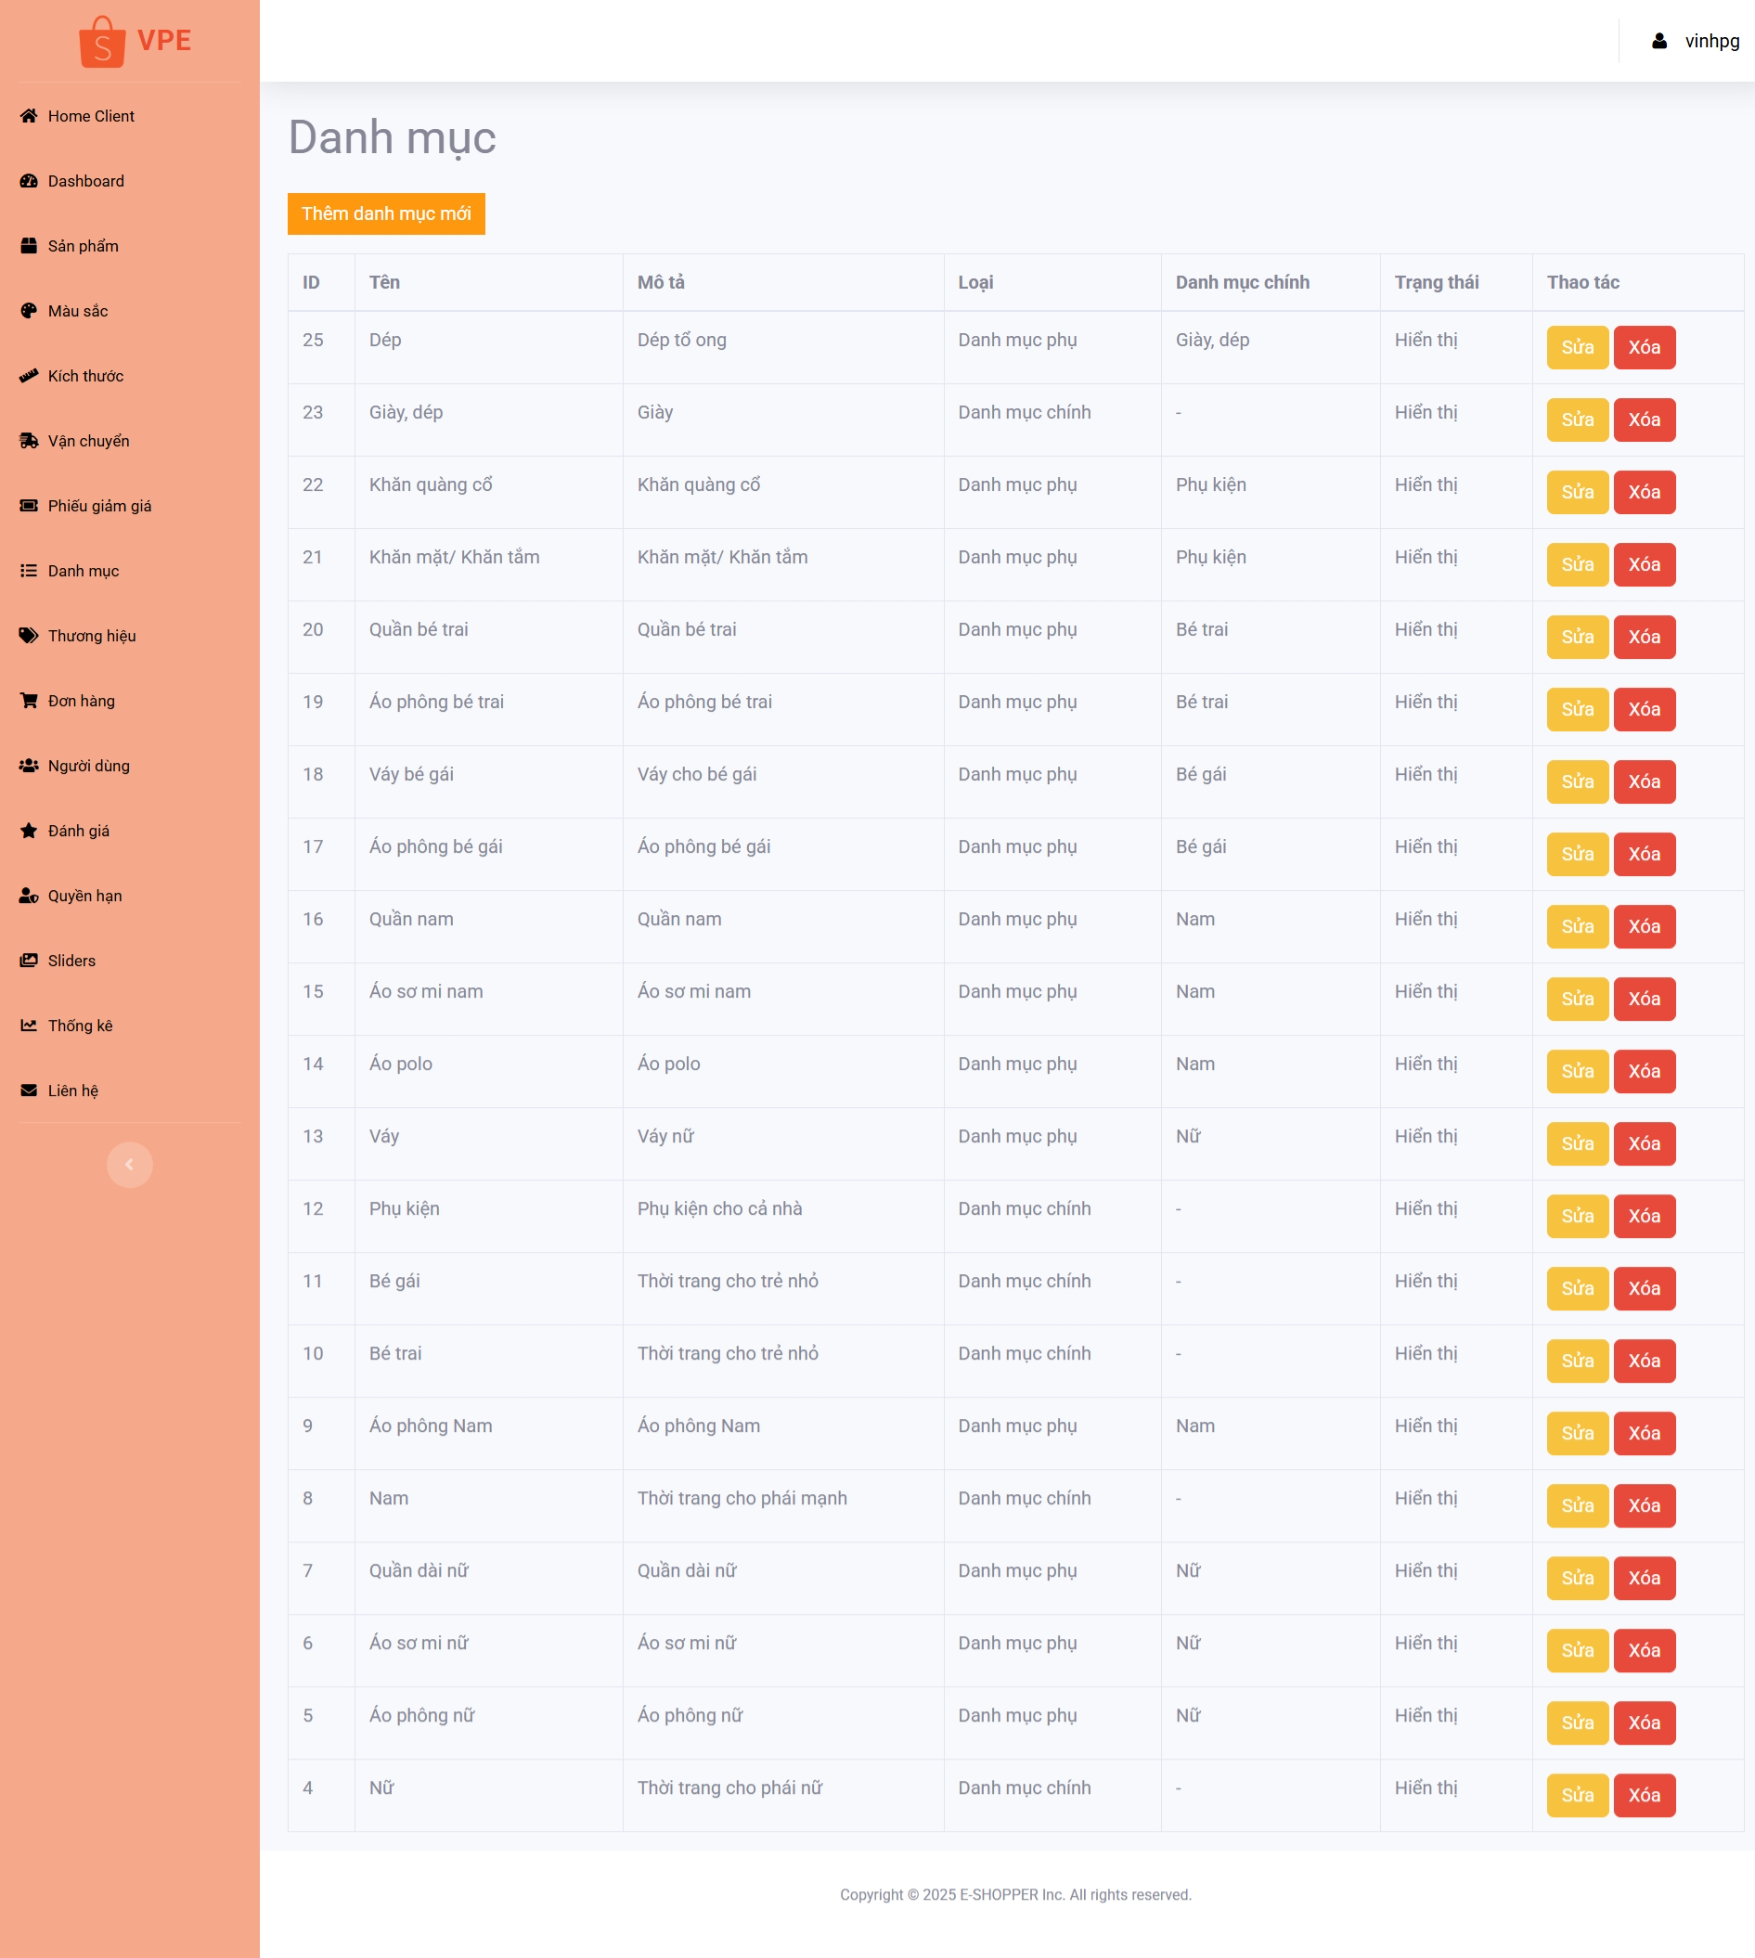 S VPE
vinhpg
Home Client
Dashboard
Sản phẩm
Màu sắc
Kích thước
Vận chuyển
Phiếu giảm giá
Danh mục
Thương hiệu
Đơn hàng
Người dùng
Đánh giá
Quyền hạn
Sliders
Thống kê
Liên hệ
Danh mục
Thêm danh mục mới
ID Tên Mô tả Loại Danh mục chính Trạng thái Thao tác
25 Dép Dép tổ ong Danh mục phụ Giày, dép Hiển thị Sửa Xóa
23 Giày, dép Giày Danh mục chính - Hiển thị Sửa Xóa
22 Khăn quàng cổ Khăn quàng cổ Danh mục phụ Phụ kiện Hiển thị Sửa Xóa
21 Khăn mặt/ Khăn tắm Khăn mặt/ Khăn tắm Danh mục phụ Phụ kiện Hiển thị Sửa Xóa
20 Quần bé trai Quần bé trai Danh mục phụ Bé trai Hiển thị Sửa Xóa
19 Áo phông bé trai Áo phông bé trai Danh mục phụ Bé trai Hiển thị Sửa Xóa
18 Váy bé gái Váy cho bé gái Danh mục phụ Bé gái Hiển thị Sửa Xóa
17 Áo phông bé gái Áo phông bé gái Danh mục phụ Bé gái Hiển thị Sửa Xóa
16 Quần nam Quần nam Danh mục phụ Nam Hiển thị Sửa Xóa
15 Áo sơ mi nam Áo sơ mi nam Danh mục phụ Nam Hiển thị Sửa Xóa
14 Áo polo Áo polo Danh mục phụ Nam Hiển thị Sửa Xóa
13 Váy Váy nữ Danh mục phụ Nữ Hiển thị Sửa Xóa
12 Phụ kiện Phụ kiện cho cả nhà Danh mục chính - Hiển thị Sửa Xóa
11 Bé gái Thời trang cho trẻ nhỏ Danh mục chính - Hiển thị Sửa Xóa
10 Bé trai Thời trang cho trẻ nhỏ Danh mục chính - Hiển thị Sửa Xóa
9 Áo phông Nam Áo phông Nam Danh mục phụ Nam Hiển thị Sửa Xóa
8 Nam Thời trang cho phái mạnh Danh mục chính - Hiển thị Sửa Xóa
7 Quần dài nữ Quần dài nữ Danh mục phụ Nữ Hiển thị Sửa Xóa
6 Áo sơ mi nữ Áo sơ mi nữ Danh mục phụ Nữ Hiển thị Sửa Xóa
5 Áo phông nữ Áo phông nữ Danh mục phụ Nữ Hiển thị Sửa Xóa
4 Nữ Thời trang cho phái nữ Danh mục chính - Hiển thị Sửa Xóa
Copyright © 2025 E-SHOPPER Inc. All rights reserved.